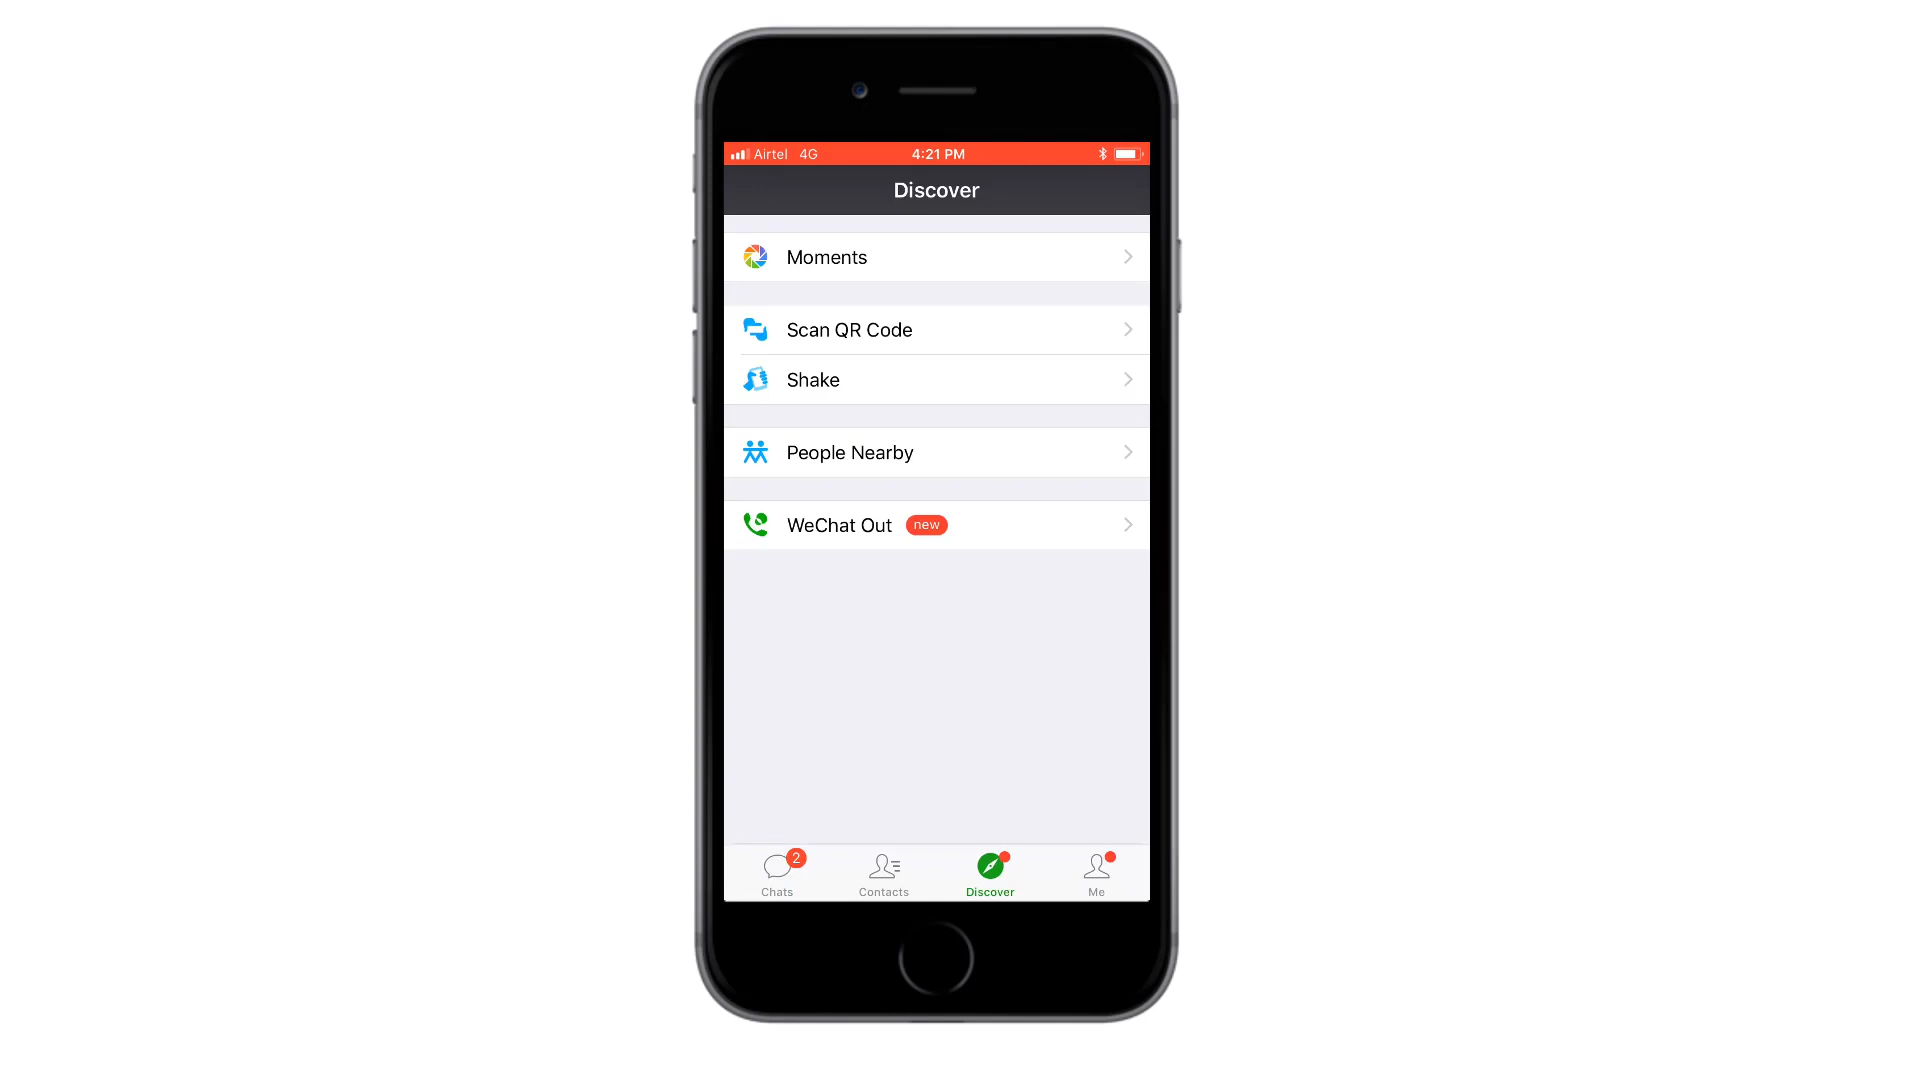 Airtel 4G 4:21 PM
Discover
Moments
Scan QR Code
Shake
People Nearby
WeChat Out new
2
Chats Contacts Discover Me